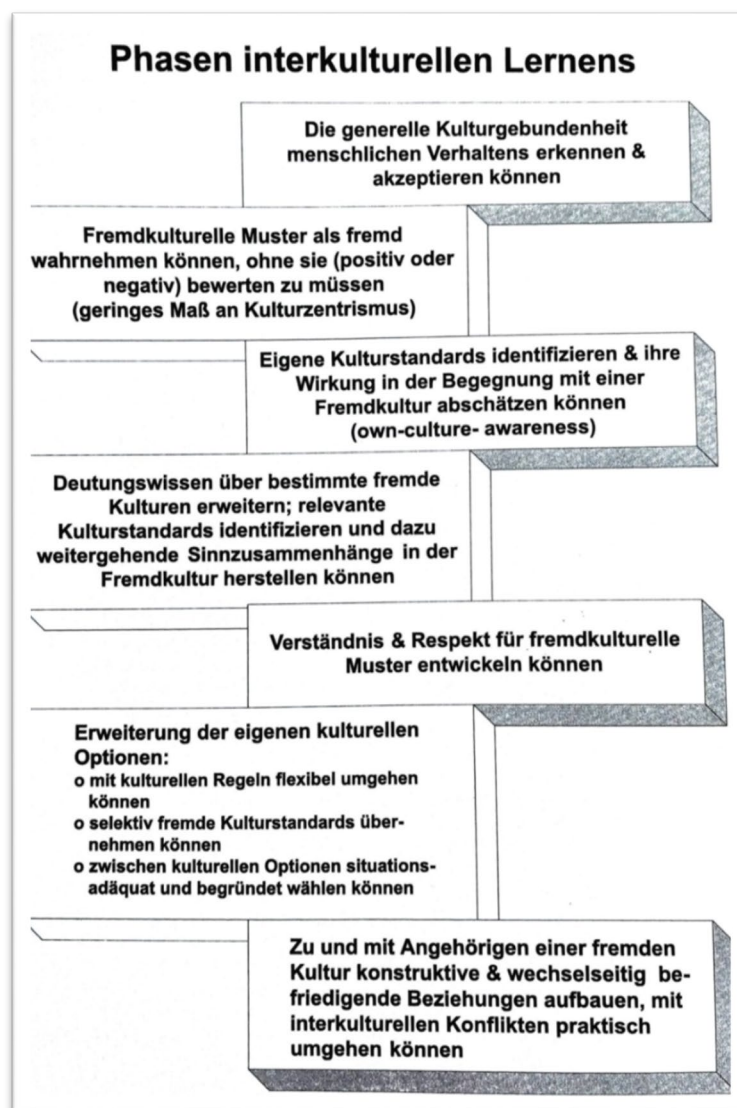 Phasen interkulturellen Lernens
Die generelle Kulturgebundenheit
menschlichen Verhaltens erkennen &
akzeptieren können
Fremdkulturelle Muster als fremd
wahrnehmen können, ohne sie (positiv oder
negativ) bewerten zu müssen
(geringes Maß an Kulturzentrismus)
Eigene Kulturstandards identifizieren & ihre
Wirkung in der Begegnung mit einer
Fremdkultur abschätzen können
(own-culture- awareness)
Deutungswissen über bestimmte fremde
Kulturen erweitern; relevante
Kulturstandards identifizieren und dazu
weitergehende Sinnzusammenhänge in der
Fremdkultur herstellen können
Verständnis & Respekt für fremdkulturelle
Muster entwickeln können
Erweiterung der eigenen kulturellen
Optionen:
o mit kulturellen Regeln flexibel umgehen
können
o selektiv fremde Kulturstandards über-
nehmen können
o zwischen kulturellen Optionen situations-
adäquat und begründet wählen können
Zu und mit Angehörigen einer fremden
Kultur konstruktive & wechselseitig be-
friedigende Beziehungen aufbauen, mit
interkulturellen Konflikten praktisch
umgehen können